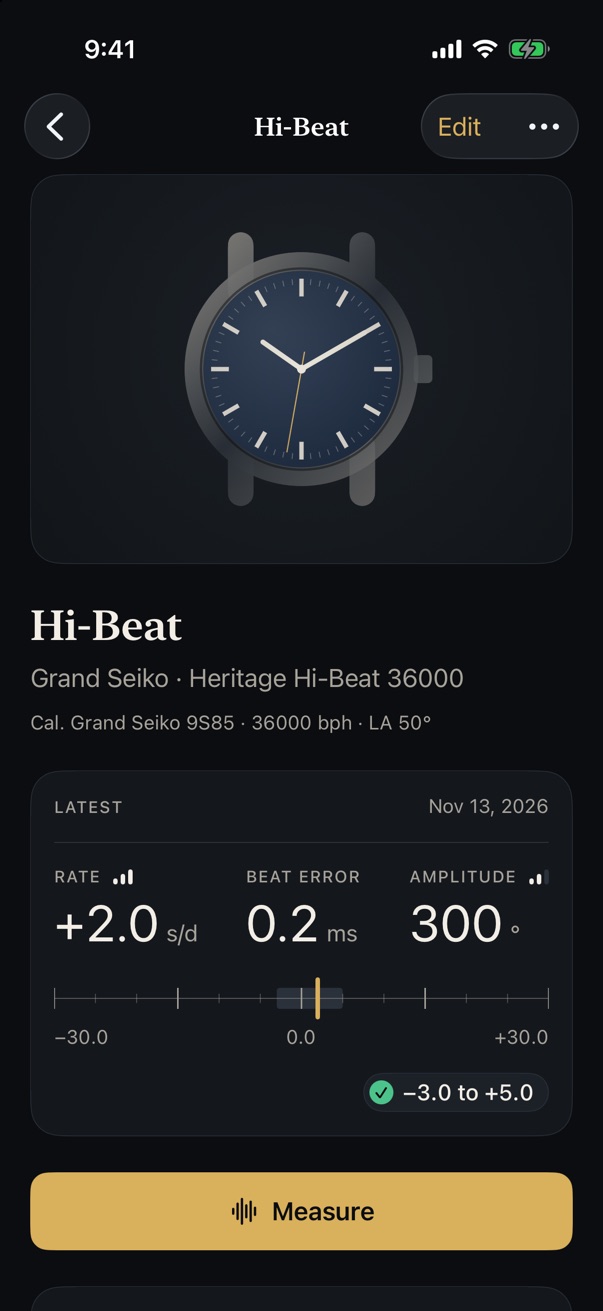 9:41
Hi-Beat
Edit
Hi-Beat
Grand Seiko · Heritage Hi-Beat 36000
Cal. Grand Seiko 9S85 · 36000 bph · LA 50°
LATEST Nov 13, 2026
RATE BEAT ERROR AMPLITUDE
+2.0 s/d 0.2 ms 300 °
−30.0 0.0 +30.0
−3.0 to +5.0
Measure